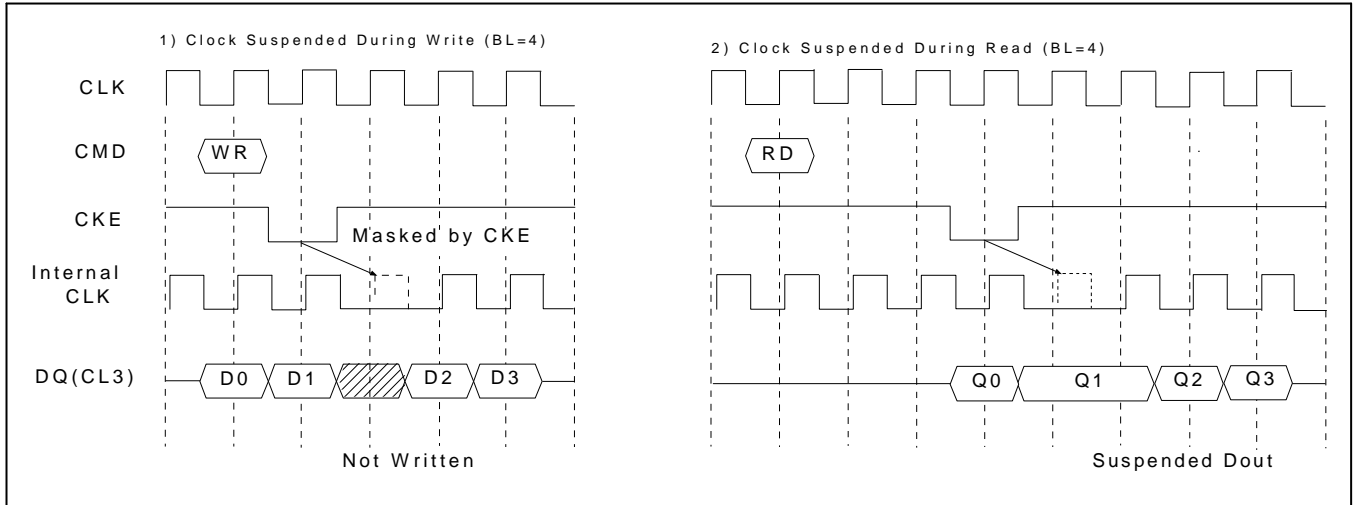 1) Clock Suspended During Write (BL=4)
2) Clock Suspended During Read (BL=4)
CLK
CMD
WR
RD
CKE
Masked by CKE
Internal
CLK
DQ(CL3)
D0
D1
D2
D3
Q0
Q1
Q2
Q3
Not Written
Suspended Dout